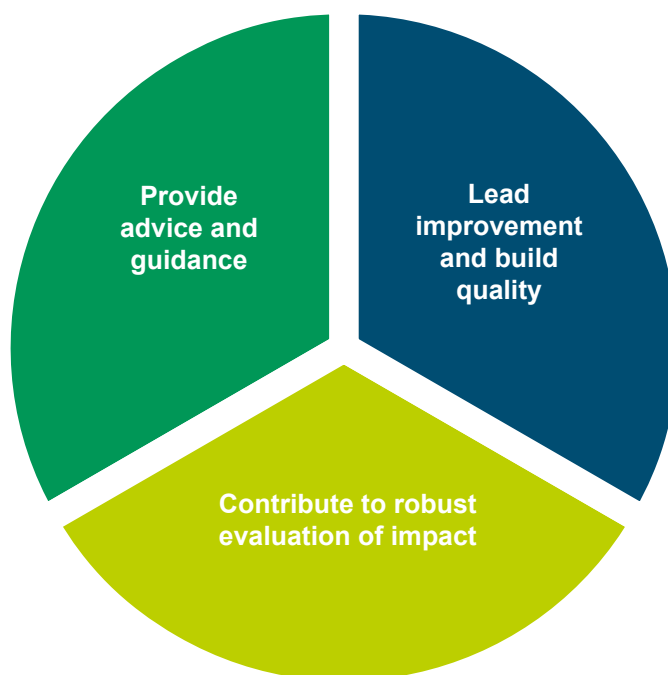 Provide
advice and
guidance
Lead
improvement
and build
quality
Contribute to robust
evaluation of impact